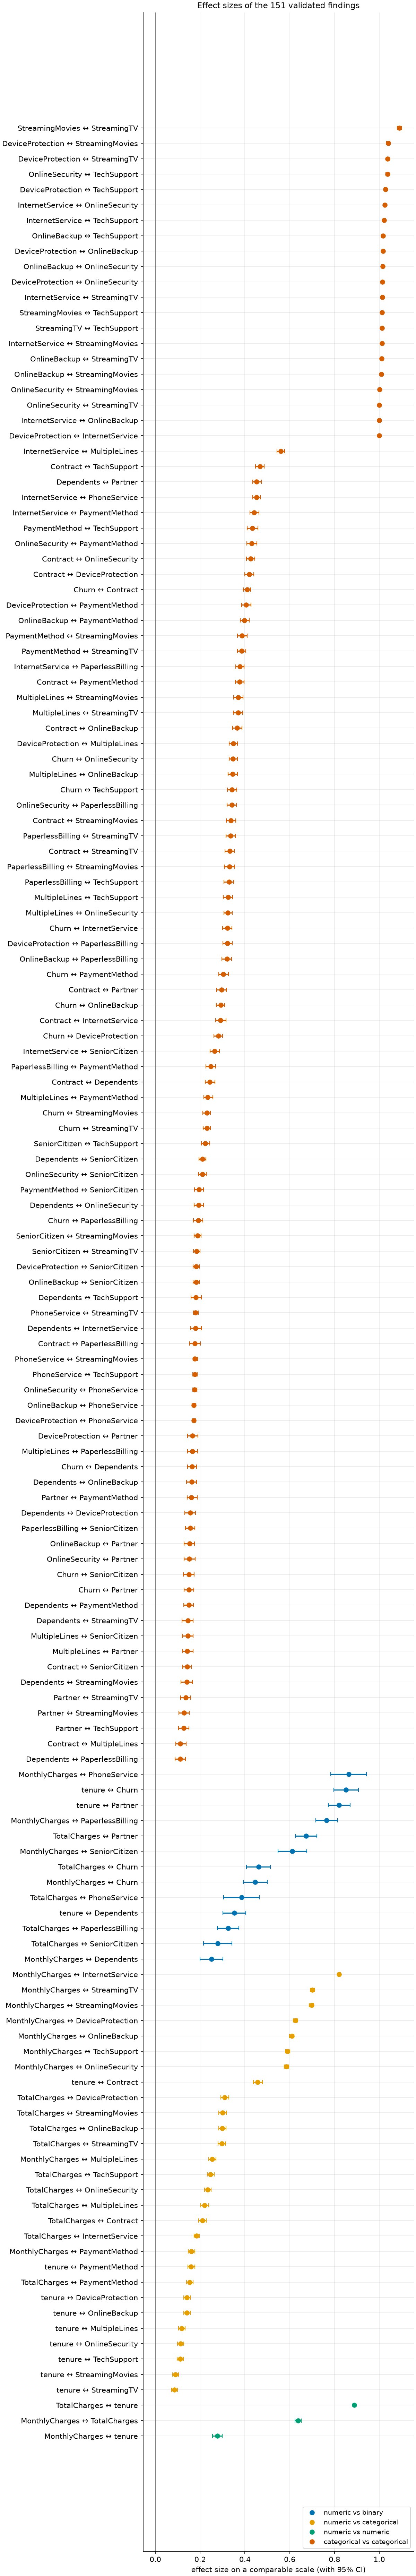 Effect sizes of the 151 validated findings
StreamingMovies ↔ StreamingTV
DeviceProtection ↔ StreamingMovies
DeviceProtection ↔ StreamingTV
OnlineSecurity ↔ TechSupport
DeviceProtection ↔ TechSupport
InternetService ↔ OnlineSecurity
InternetService ↔ TechSupport
OnlineBackup ↔ TechSupport
DeviceProtection ↔ OnlineBackup
OnlineBackup ↔ OnlineSecurity
DeviceProtection ↔ OnlineSecurity
InternetService ↔ StreamingTV
StreamingMovies ↔ TechSupport
StreamingTV ↔ TechSupport
InternetService ↔ StreamingMovies
OnlineBackup ↔ StreamingTV
OnlineBackup ↔ StreamingMovies
OnlineSecurity ↔ StreamingMovies
OnlineSecurity ↔ StreamingTV
InternetService ↔ OnlineBackup
DeviceProtection ↔ InternetService
InternetService ↔ MultipleLines
Contract ↔ TechSupport
Dependents ↔ Partner
InternetService ↔ PhoneService
InternetService ↔ PaymentMethod
PaymentMethod ↔ TechSupport
OnlineSecurity ↔ PaymentMethod
Contract ↔ OnlineSecurity
Contract ↔ DeviceProtection
Churn ↔ Contract
DeviceProtection ↔ PaymentMethod
OnlineBackup ↔ PaymentMethod
PaymentMethod ↔ StreamingMovies
PaymentMethod ↔ StreamingTV
InternetService ↔ PaperlessBilling
Contract ↔ PaymentMethod
MultipleLines ↔ StreamingMovies
MultipleLines ↔ StreamingTV
Contract ↔ OnlineBackup
DeviceProtection ↔ MultipleLines
Churn ↔ OnlineSecurity
MultipleLines ↔ OnlineBackup
Churn ↔ TechSupport
OnlineSecurity ↔ PaperlessBilling
Contract ↔ StreamingMovies
PaperlessBilling ↔ StreamingTV
Contract ↔ StreamingTV
PaperlessBilling ↔ StreamingMovies
PaperlessBilling ↔ TechSupport
MultipleLines ↔ TechSupport
MultipleLines ↔ OnlineSecurity
Churn ↔ InternetService
DeviceProtection ↔ PaperlessBilling
OnlineBackup ↔ PaperlessBilling
Churn ↔ PaymentMethod
Contract ↔ Partner
Churn ↔ OnlineBackup
Contract ↔ InternetService
Churn ↔ DeviceProtection
InternetService ↔ SeniorCitizen
PaperlessBilling ↔ PaymentMethod
Contract ↔ Dependents
MultipleLines ↔ PaymentMethod
Churn ↔ StreamingMovies
Churn ↔ StreamingTV
SeniorCitizen ↔ TechSupport
Dependents ↔ SeniorCitizen
OnlineSecurity ↔ SeniorCitizen
PaymentMethod ↔ SeniorCitizen
Dependents ↔ OnlineSecurity
Churn ↔ PaperlessBilling
SeniorCitizen ↔ StreamingMovies
SeniorCitizen ↔ StreamingTV
DeviceProtection ↔ SeniorCitizen
OnlineBackup ↔ SeniorCitizen
Dependents ↔ TechSupport
PhoneService ↔ StreamingTV
Dependents ↔ InternetService
Contract ↔ PaperlessBilling
PhoneService ↔ StreamingMovies
PhoneService ↔ TechSupport
OnlineSecurity ↔ PhoneService
OnlineBackup ↔ PhoneService
DeviceProtection ↔ PhoneService
DeviceProtection ↔ Partner
MultipleLines ↔ PaperlessBilling
Churn ↔ Dependents
Dependents ↔ OnlineBackup
Partner ↔ PaymentMethod
Dependents ↔ DeviceProtection
PaperlessBilling ↔ SeniorCitizen
OnlineBackup ↔ Partner
OnlineSecurity ↔ Partner
Churn ↔ SeniorCitizen
Churn ↔ Partner
Dependents ↔ PaymentMethod
Dependents ↔ StreamingTV
MultipleLines ↔ SeniorCitizen
MultipleLines ↔ Partner
Contract ↔ SeniorCitizen
Dependents ↔ StreamingMovies
Partner ↔ StreamingTV
Partner ↔ StreamingMovies
Partner ↔ TechSupport
Contract ↔ MultipleLines
Dependents ↔ PaperlessBilling
MonthlyCharges ↔ PhoneService
tenure ↔ Churn
tenure ↔ Partner
MonthlyCharges ↔ PaperlessBilling
TotalCharges ↔ Partner
MonthlyCharges ↔ SeniorCitizen
TotalCharges ↔ Churn
MonthlyCharges ↔ Churn
TotalCharges ↔ PhoneService
tenure ↔ Dependents
TotalCharges ↔ PaperlessBilling
TotalCharges ↔ SeniorCitizen
MonthlyCharges ↔ Dependents
MonthlyCharges ↔ InternetService
MonthlyCharges ↔ StreamingTV
MonthlyCharges ↔ StreamingMovies
MonthlyCharges ↔ DeviceProtection
MonthlyCharges ↔ OnlineBackup
MonthlyCharges ↔ TechSupport
MonthlyCharges ↔ OnlineSecurity
tenure ↔ Contract
TotalCharges ↔ DeviceProtection
TotalCharges ↔ StreamingMovies
TotalCharges ↔ OnlineBackup
TotalCharges ↔ StreamingTV
MonthlyCharges ↔ MultipleLines
TotalCharges ↔ TechSupport
TotalCharges ↔ OnlineSecurity
TotalCharges ↔ MultipleLines
TotalCharges ↔ Contract
TotalCharges ↔ InternetService
MonthlyCharges ↔ PaymentMethod
tenure ↔ PaymentMethod
TotalCharges ↔ PaymentMethod
tenure ↔ DeviceProtection
tenure ↔ OnlineBackup
tenure ↔ MultipleLines
tenure ↔ OnlineSecurity
tenure ↔ TechSupport
tenure ↔ StreamingMovies
tenure ↔ StreamingTV
TotalCharges ↔ tenure
MonthlyCharges ↔ TotalCharges
MonthlyCharges ↔ tenure
numeric vs binary
numeric vs categorical
numeric vs numeric
categorical vs categorical
0.0 0.2 0.4 0.6 0.8 1.0
effect size on a comparable scale (with 95% CI)